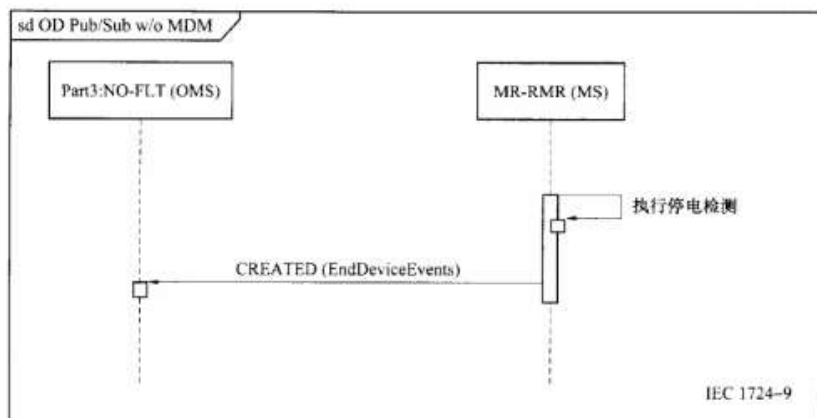 sd OD Pub/Sub w/o MDM
Part3:NO-FLT (OMS)
MR-RMR (MS)
执行停电检测
CREATED (EndDeviceEvents)
IEC 1724-9